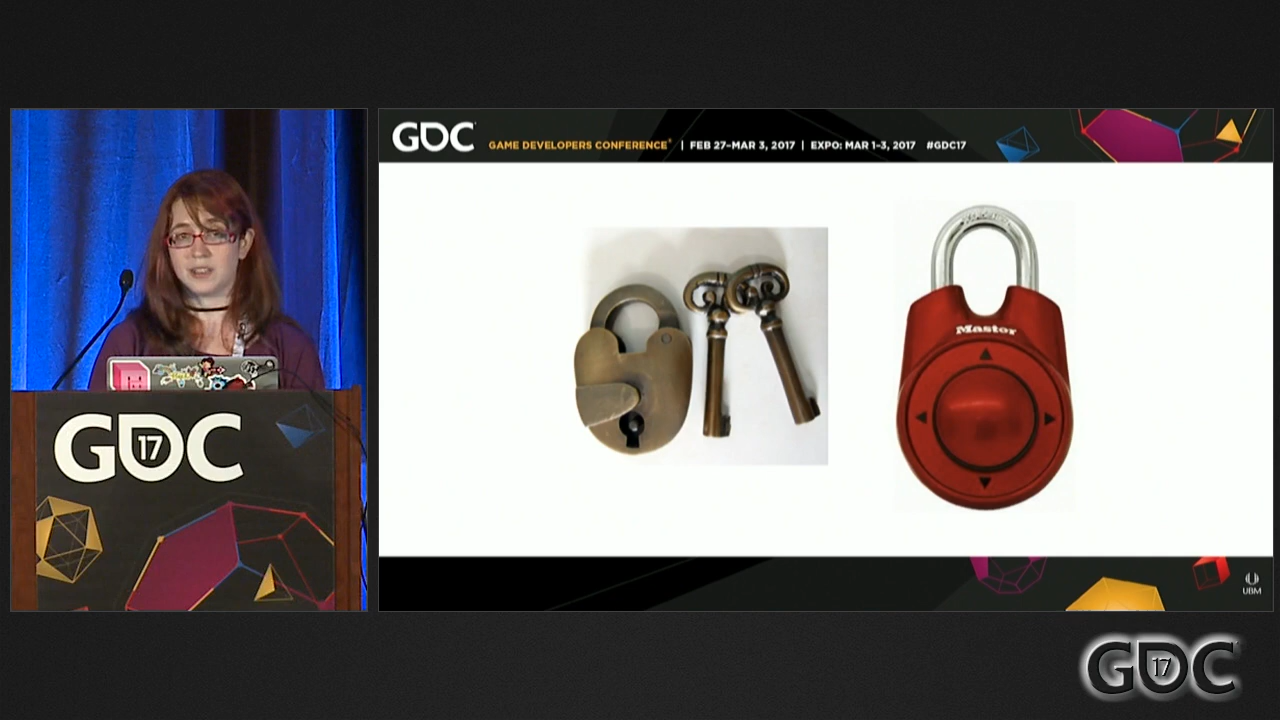 GDC
GAME DEVELOPERS CONFERENCE® | FEB 27–MAR 3, 2017 | EXPO: MAR 1-3, 2017 #GDC17
Master
GDC
17
UBM
GDC
17